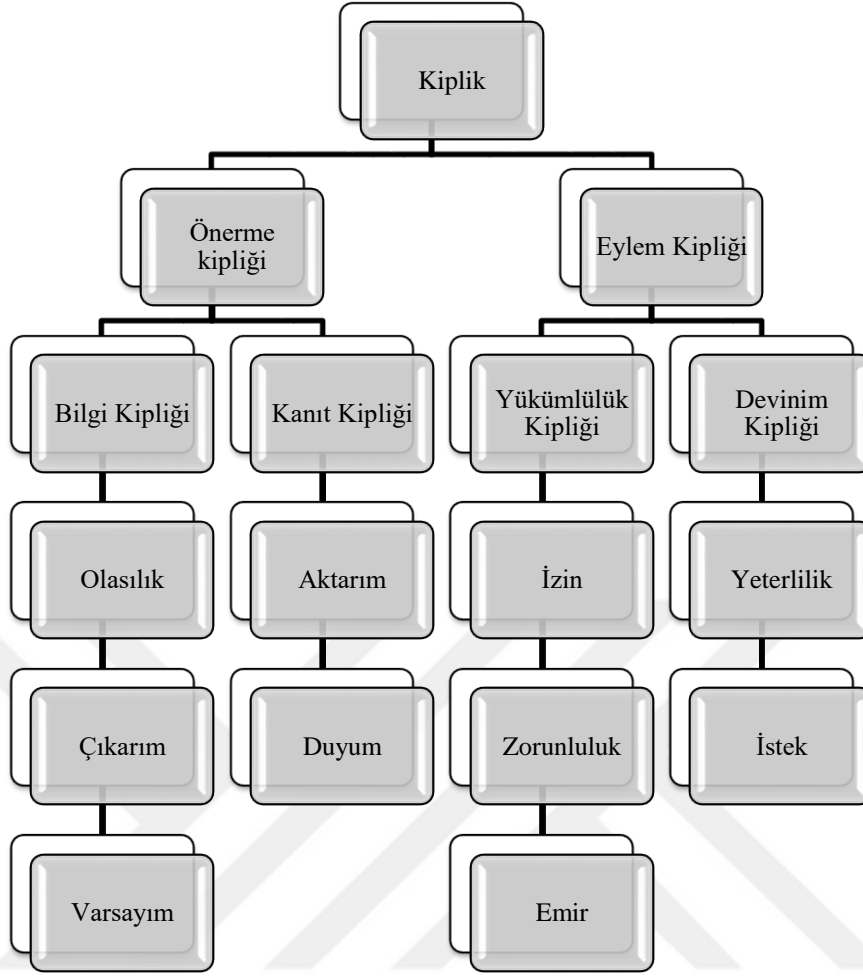 Kiplik
Önerme
kipliği
Eylem Kipliği
Bilgi Kipliği
Kanıt Kipliği
Yükümlülük
Kipliği
Devinim
Kipliği
Olasılık
Aktarım
İzin
Yeterlilik
Çıkarım
Duyum
Zorunluluk
İstek
Varsayım
Emir